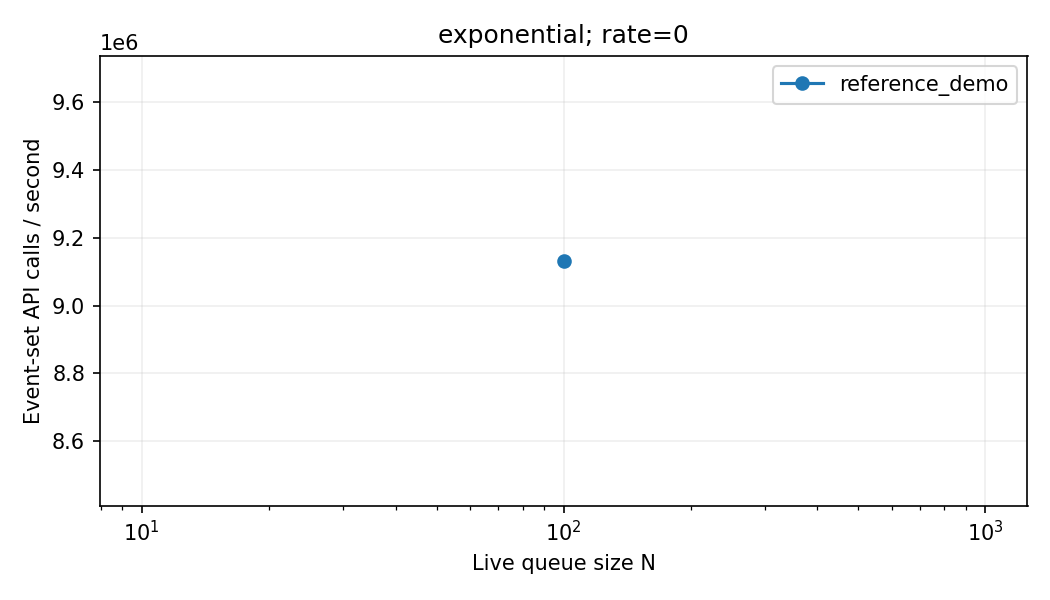 exponential; rate=0
1e6
reference_demo
9.6
9.4
9.2
9.0
8.8
8.6
Event-set API calls / second
10¹
10²
10³
Live queue size N